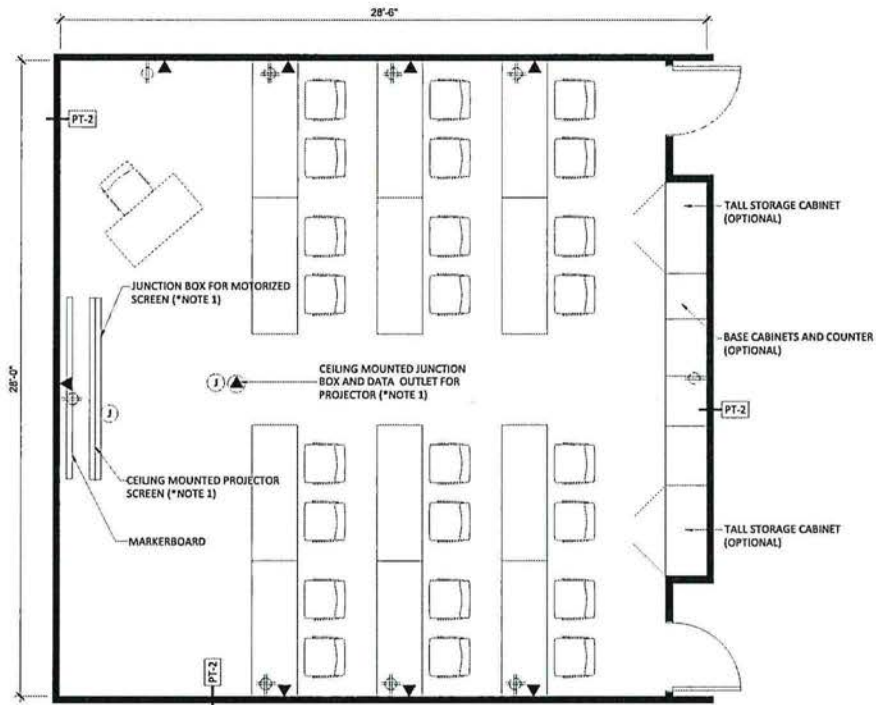 28'-6"
PT-2
TALL STORAGE CABINET
(OPTIONAL)
JUNCTION BOX FOR MOTORIZED
SCREEN (*NOTE 1)
BASE CABINETS AND COUNTER
(OPTIONAL)
28'-0"
J
CEILING MOUNTED JUNCTION
BOX AND DATA OUTLET FOR
PROJECTOR (*NOTE 1)
J
PT-2
CEILING MOUNTED PROJECTOR
SCREEN (*NOTE 1)
MARKERBOARD
TALL STORAGE CABINET
(OPTIONAL)
PT-2